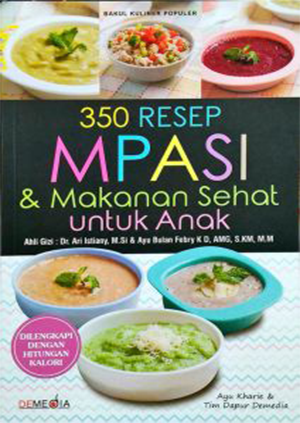 BAKUL KULINER POPULER
350 RESEP
MPASI
& Makanan Sehat
untuk Anak
Ahli Gizi : Dr. Ari Istiany, M.Si & Ayu Bulan Febry K D, AMG, S.KM, M.M
DILENGKAPI
DENGAN
HITUNGAN
KALORI
DEMEDIA
Ayu Kharie &
Tim Dapur Demedia